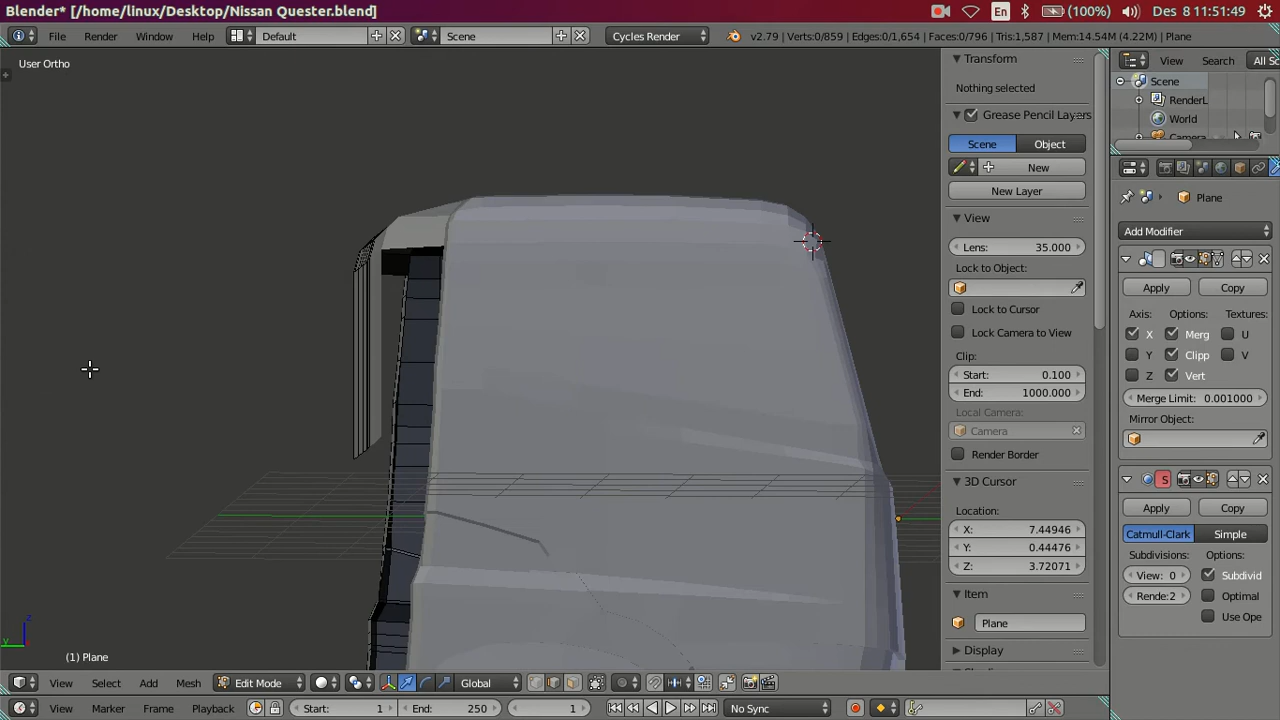 Blender* [/home/linux/Desktop/Nissan Quester.blend]
En (100%) Des 8 11:51:49
File Render Window Help Default Scene Cycles Render v2.79 | Verts:0/859 | Edges:0/1,654 | Faces:0/796 | Tris:1,587 | Mem:14.54M (4.22M) | Plane
User Ortho
Transform
Nothing selected
Grease Pencil Layers
Scene Object
New
New Layer
View
Lens: 35.000
Lock to Object:
Lock to Cursor
Lock Camera to View
Clip:
Start: 0.100
End: 1000.000
Local Camera:
Camera
Render Border
3D Cursor
Location:
X: 7.44946
Y: 0.44476
Z: 3.72071
Item
Plane
Display
View Search All Sc
Scene
RenderL
World
Camera
Plane
Add Modifier
Apply Copy
Axis: Options: Textures:
X Merg U
Y Clipp V
Z Vert
Merge Limit: 0.001000
Mirror Object:
S
Apply Copy
Catmull-Clark Simple
Subdivisions: Options:
View: 0 Subdivid
Rende:2 Optimal
Use Ope
z
y
(1) Plane
View Select Add Mesh Edit Mode Global
View Marker Frame Playback Start: 1 End: 250 1 No Sync